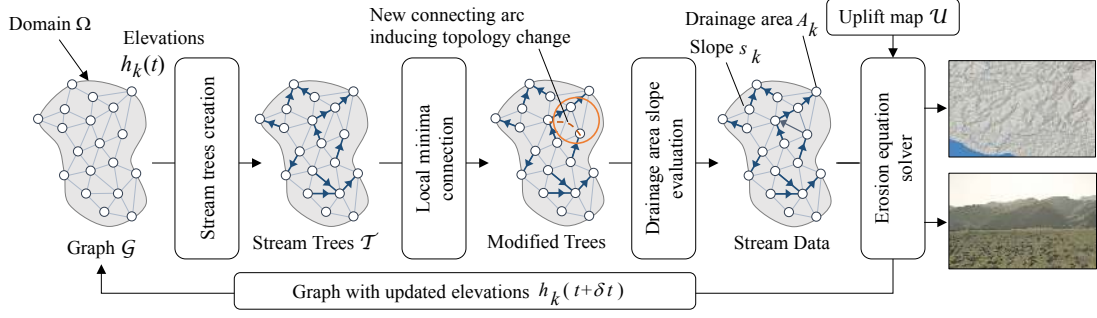 Domain Ω
Elevations
h_k(t)
Graph 𝒢
Stream trees creation
Stream Trees 𝒯
Local minima
connection
New connecting arc
inducing topology change
Modified Trees
Drainage area slope
evaluation
Drainage area A_k
Slope s_k
Stream Data
Uplift map 𝒰
Erosion equation
solver
Graph with updated elevations h_k(t+δt)